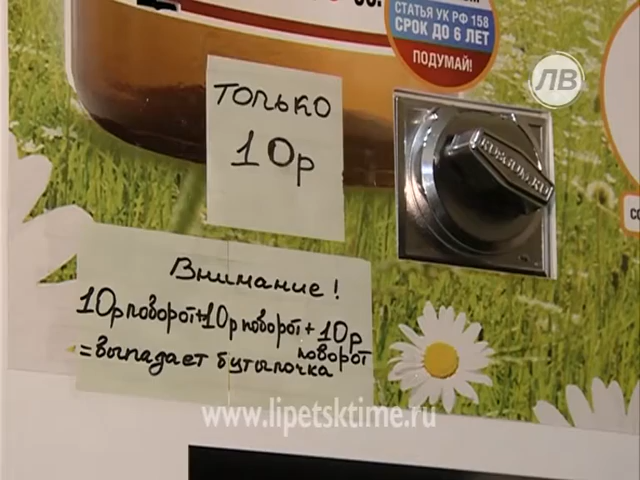 СТАТЬЯ УК РФ 158
СРОК ДО 6 ЛЕТ
ПОДУМАЙ!
ЛВ
только
10р
Внимание!
10р поворот+10р поворот+10р
поворот
=Выпадает бутылочка
www.lipetsktime.ru